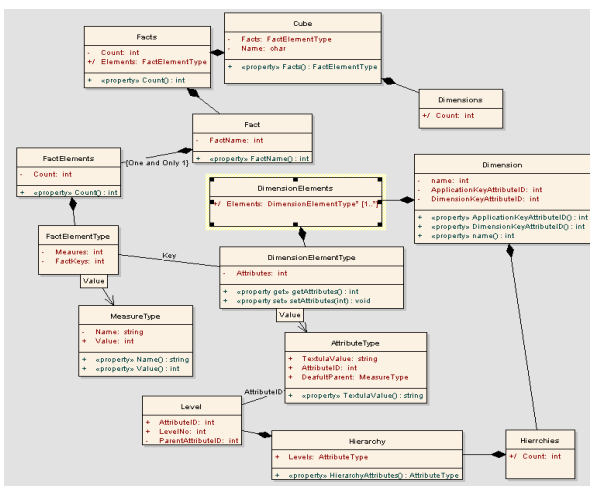 Facts
- Count: int
+/ Elements: FactElementType
+ «property» Count() : int
Cube
- Facts: FactElementType
- Name: char
+ «property» Facts() : FactElementType
Dimensions
+/ Count: int
Fact
- FactName: int
+ «property» FactName() : int
{One and Only 1}
FactElements
- Count: int
+ «property» Count() : int
DimensionElements
+/ Elements: DimensionElementType" [1..*]
Dimension
- name: int
- ApplicationKeyAttributeID: int
- DimensionKeyAttributeID: int
+ «property» ApplicationKeyAttributeID() : int
+ «property» DimensionKeyAttributeID() : int
+ «property» name() : int
FactElementType
- Meaures: int
- FactKeys: int
Key
DimensionElementType
- Attributes: int
+ «property get» getAttributes() : int
+ «property set» setAttributes(int) : void
Value
Value
MeasureType
- Name: string
+ Value: int
+ «property» Name() : string
+ «property» Value() : int
AttributeType
+ TextulaValue: string
+ AttributeID: int
+ DeafultParent: MeasureType
+ «property» TextulaValue() : string
AttributeID
Level
+ AttributeID: int
+ LevelNo: int
- ParentAttributeID: int
Hierarchy
+ Levels: AttributeType
+ «property» HierarchyAttributes() : AttributeType
Hierrchies
+/ Count: int